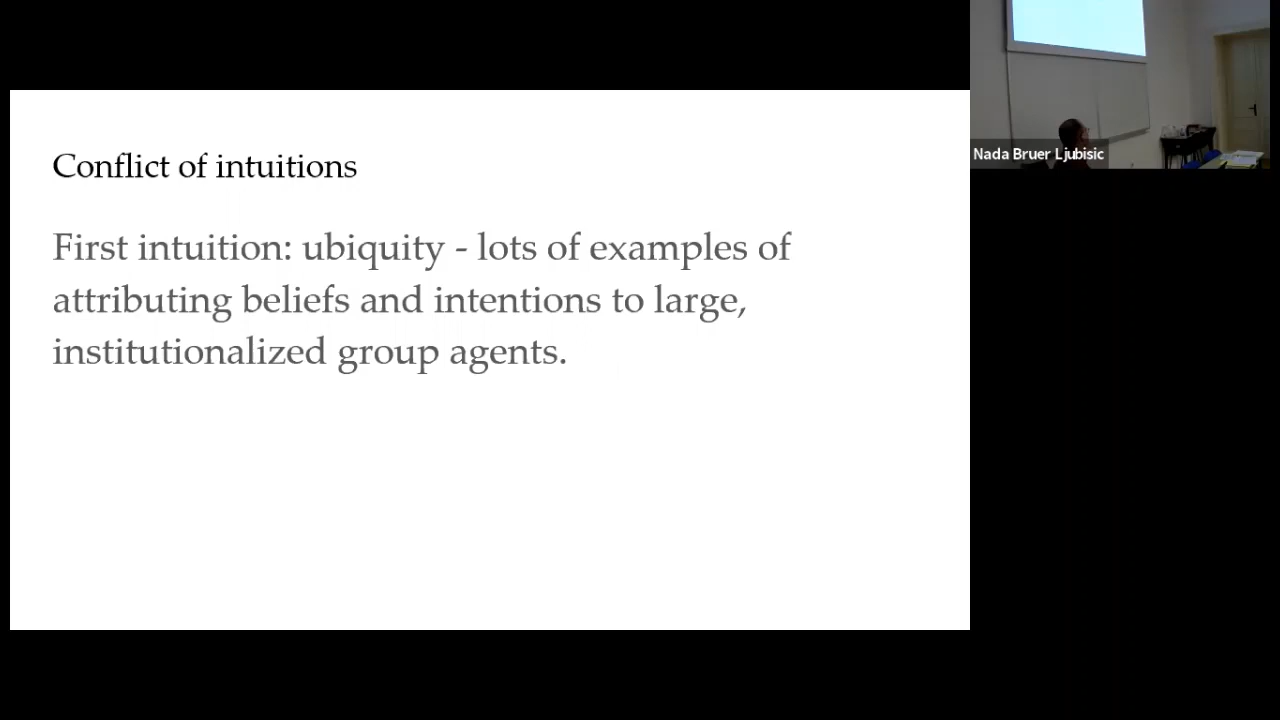 Conflict of intuitions
First intuition: ubiquity - lots of examples of
attributing beliefs and intentions to large,
institutionalized group agents.
Nada Bruer Ljubisic